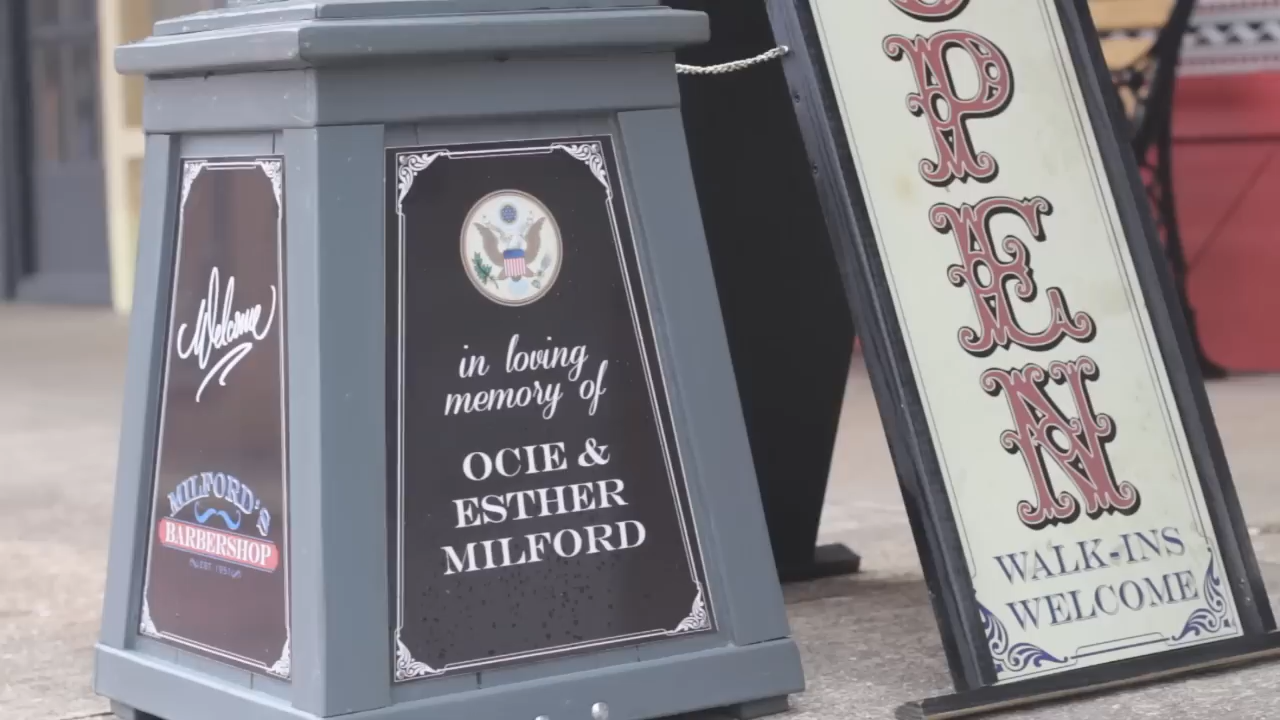 Welcome
MILFORD'S
BARBERSHOP
in loving
memory of
OCIE &
ESTHER
MILFORD
OPEN
WALK-INS
WELCOME